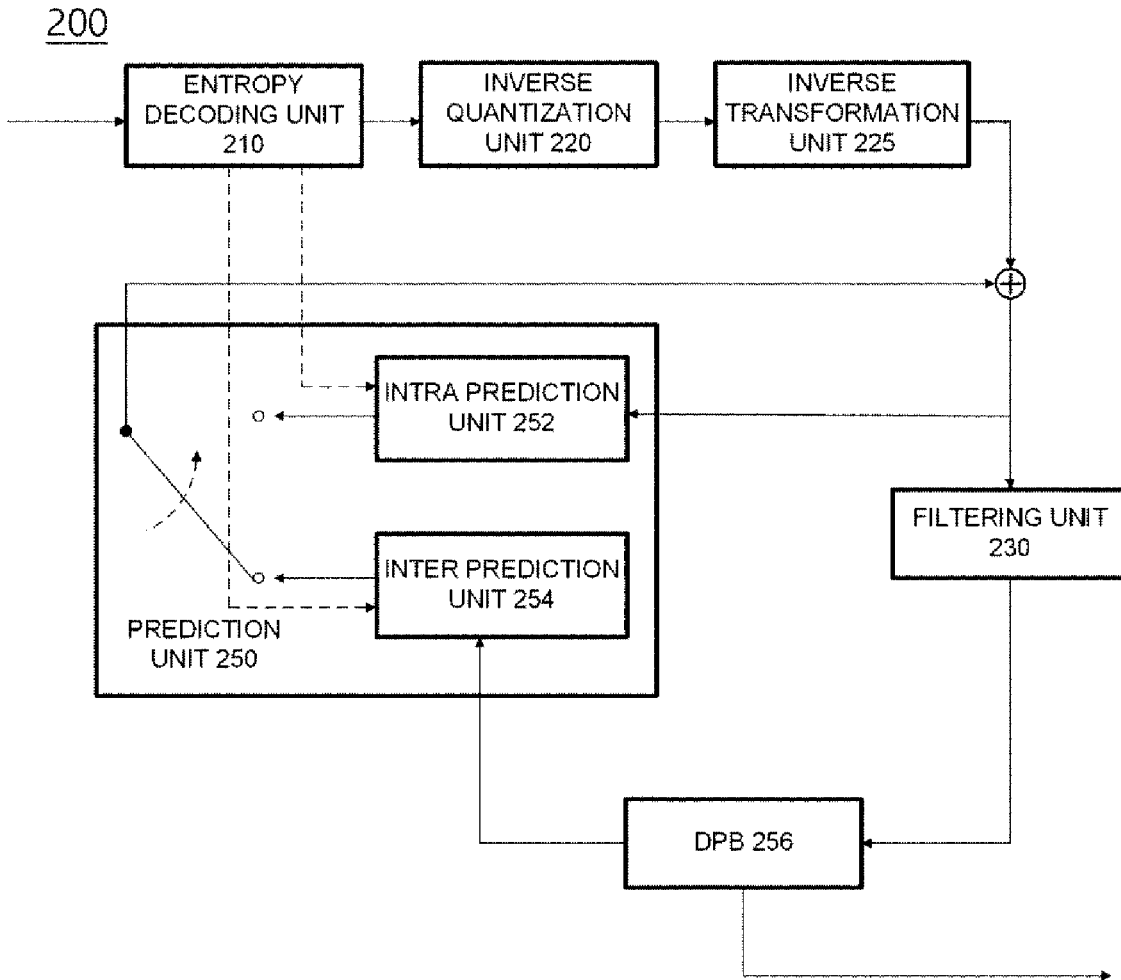 200
ENTROPY
DECODING UNIT
210
INVERSE
QUANTIZATION
UNIT 220
INVERSE
TRANSFORMATION
UNIT 225
INTRA PREDICTION
UNIT 252
FILTERING UNIT
230
INTER PREDICTION
UNIT 254
PREDICTION
UNIT 250
DPB 256